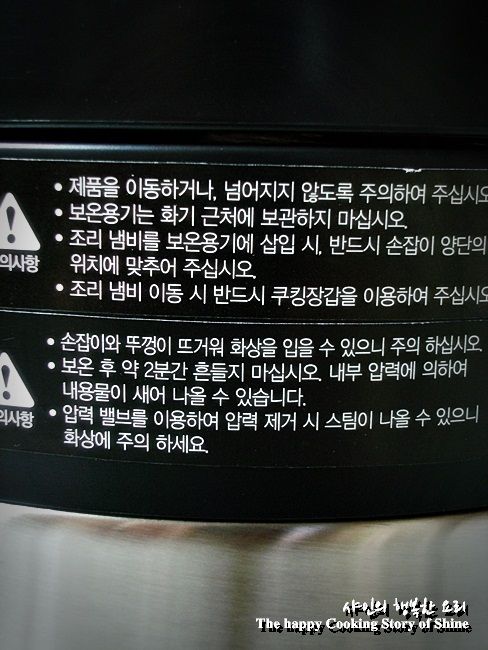 • 제품을 이동하거나, 넘어지지 않도록 주의하여 주십시오
• 보온용기는 화기 근처에 보관하지 마십시오.
• 조리 냄비를 보온용기에 삽입 시, 반드시 손잡이 양단의
위치에 맞추어 주십시오.
• 조리 냄비 이동 시 반드시 쿠킹장갑을 이용하여 주십시오
의사항
• 손잡이와 뚜껑이 뜨거워 화상을 입을 수 있으니 주의 하십시오
• 보온 후 약 2분간 흔들지 마십시오. 내부 압력에 의하여
내용물이 새어 나올 수 있습니다.
• 압력 밸브를 이용하여 압력 제거 시 스팀이 나올 수 있으니
화상에 주의 하세요.
의사항
샤인의 행복한 요리
The happy Cooking Story of Shine